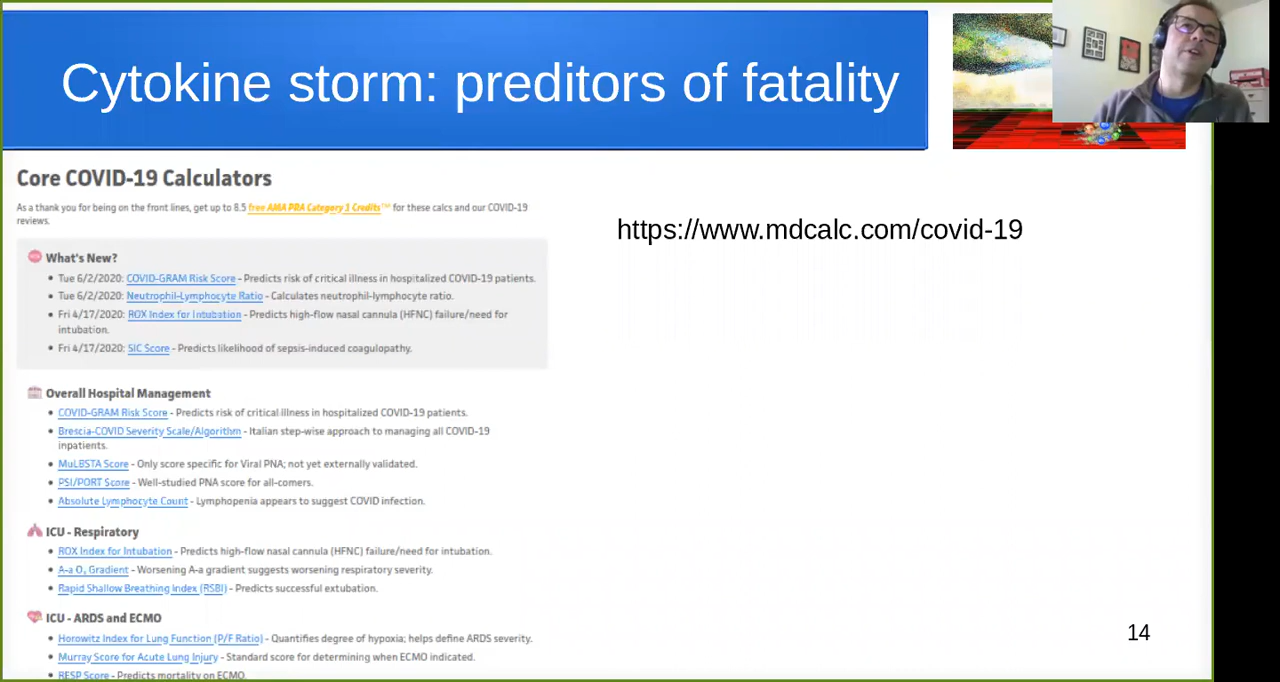 Cytokine storm: preditors of fatality
Core COVID-19 Calculators
As a thank you for being on the front lines, get up to 8.5 free AMA PRA Category 1 Credits™ for these calcs and our COVID-19
reviews.
https://www.mdcalc.com/covid-19
What's New?
• Tue 6/2/2020: COVID-GRAM Risk Score - Predicts risk of critical illness in hospitalized COVID-19 patients.
• Tue 6/2/2020: Neutrophil-Lymphocyte Ratio - Calculates neutrophil-lymphocyte ratio.
• Fri 4/17/2020: ROX Index for Intubation - Predicts high-flow nasal cannula (HFNC) failure/need for
intubation.
• Fri 4/17/2020: SIC Score - Predicts likelihood of sepsis-induced coagulopathy.
Overall Hospital Management
• COVID-GRAM Risk Score - Predicts risk of critical illness in hospitalized COVID-19 patients.
• Brescia-COVID Severity Scale/Algorithm - Italian step-wise approach to managing all COVID-19
inpatients.
• MuLBSTA Score - Only score specific for Viral PNA; not yet externally validated.
• PSI/PORT Score - Well-studied PNA score for all-comers.
• Absolute Lymphocyte Count - Lymphopenia appears to suggest COVID infection.
ICU - Respiratory
• ROX Index for Intubation - Predicts high-flow nasal cannula (HFNC) failure/need for intubation.
• A-a O₂ Gradient - Worsening A-a gradient suggests worsening respiratory severity.
• Rapid Shallow Breathing Index (RSBI) - Predicts successful extubation.
ICU - ARDS and ECMO
• Horowitz Index for Lung Function (P/F Ratio) - Quantifies degree of hypoxia; helps define ARDS severity.
• Murray Score for Acute Lung Injury - Standard score for determining when ECMO indicated.
• RESP Score - Predicts mortality on ECMO.
14